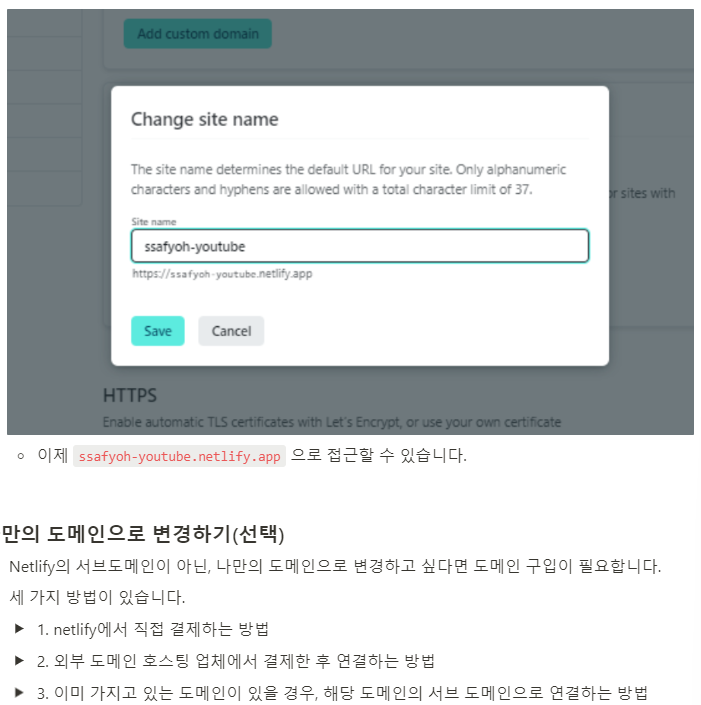 Add custom domain
Change site name
The site name determines the default URL for your site. Only alphanumeric
characters and hyphens are allowed with a total character limit of 37.
or sites with
Site name
ssafyoh-youtube
https://ssafyoh-youtube.netlify.app
Save Cancel
HTTPS
Enable automatic TLS certificates with Let's Encrypt, or use your own certificate
◦ 이제 ssafyoh-youtube.netlify.app 으로 접근할 수 있습니다.
만의 도메인으로 변경하기(선택)
Netlify의 서브도메인이 아닌, 나만의 도메인으로 변경하고 싶다면 도메인 구입이 필요합니다.
세 가지 방법이 있습니다.
▶ 1. netlify에서 직접 결제하는 방법
▶ 2. 외부 도메인 호스팅 업체에서 결제한 후 연결하는 방법
▶ 3. 이미 가지고 있는 도메인이 있을 경우, 해당 도메인의 서브 도메인으로 연결하는 방법